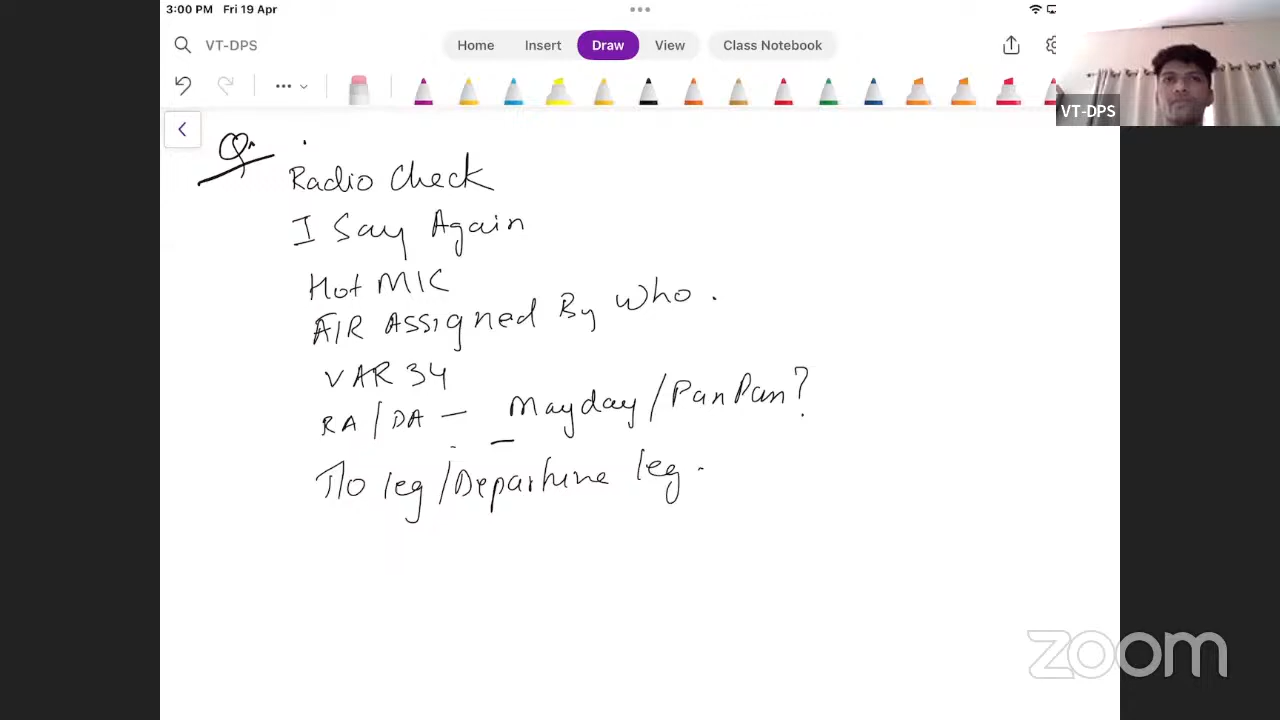 3:00 PM Fri 19 Apr
VT-DPS
Home Insert Draw View Class Notebook
VT-DPS
Q.
Radio Check
I Say Again
Hot MIC
AIR Assigned By Who.
VAR 34
RA/DA - Mayday/PanPan?
T/O leg/Departure leg.
zoom